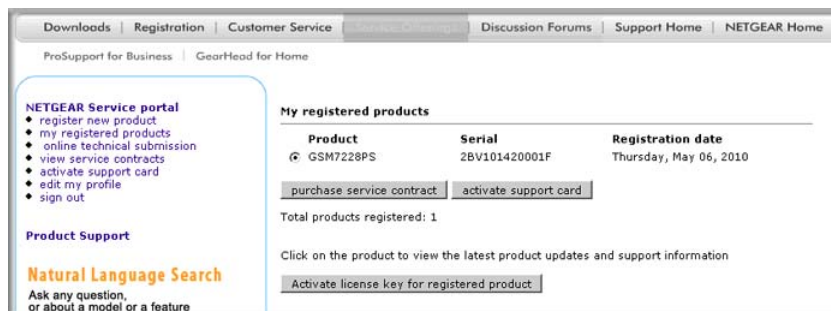 Downloads | Registration | Customer Service | Service Offerings | Discussion Forums | Support Home | NETGEAR Home
ProSupport for Business | GearHead for Home
NETGEAR Service portal
register new product
my registered products
online technical submission
view service contracts
activate support card
edit my profile
sign out
Product Support
Natural Language Search
Ask any question,
or about a model or a feature
My registered products
Product Serial Registration date
GSM7228PS 2BV101420001F Thursday, May 06, 2010
purchase service contract activate support card
Total products registered: 1
Click on the product to view the latest product updates and support information
Activate license key for registered product